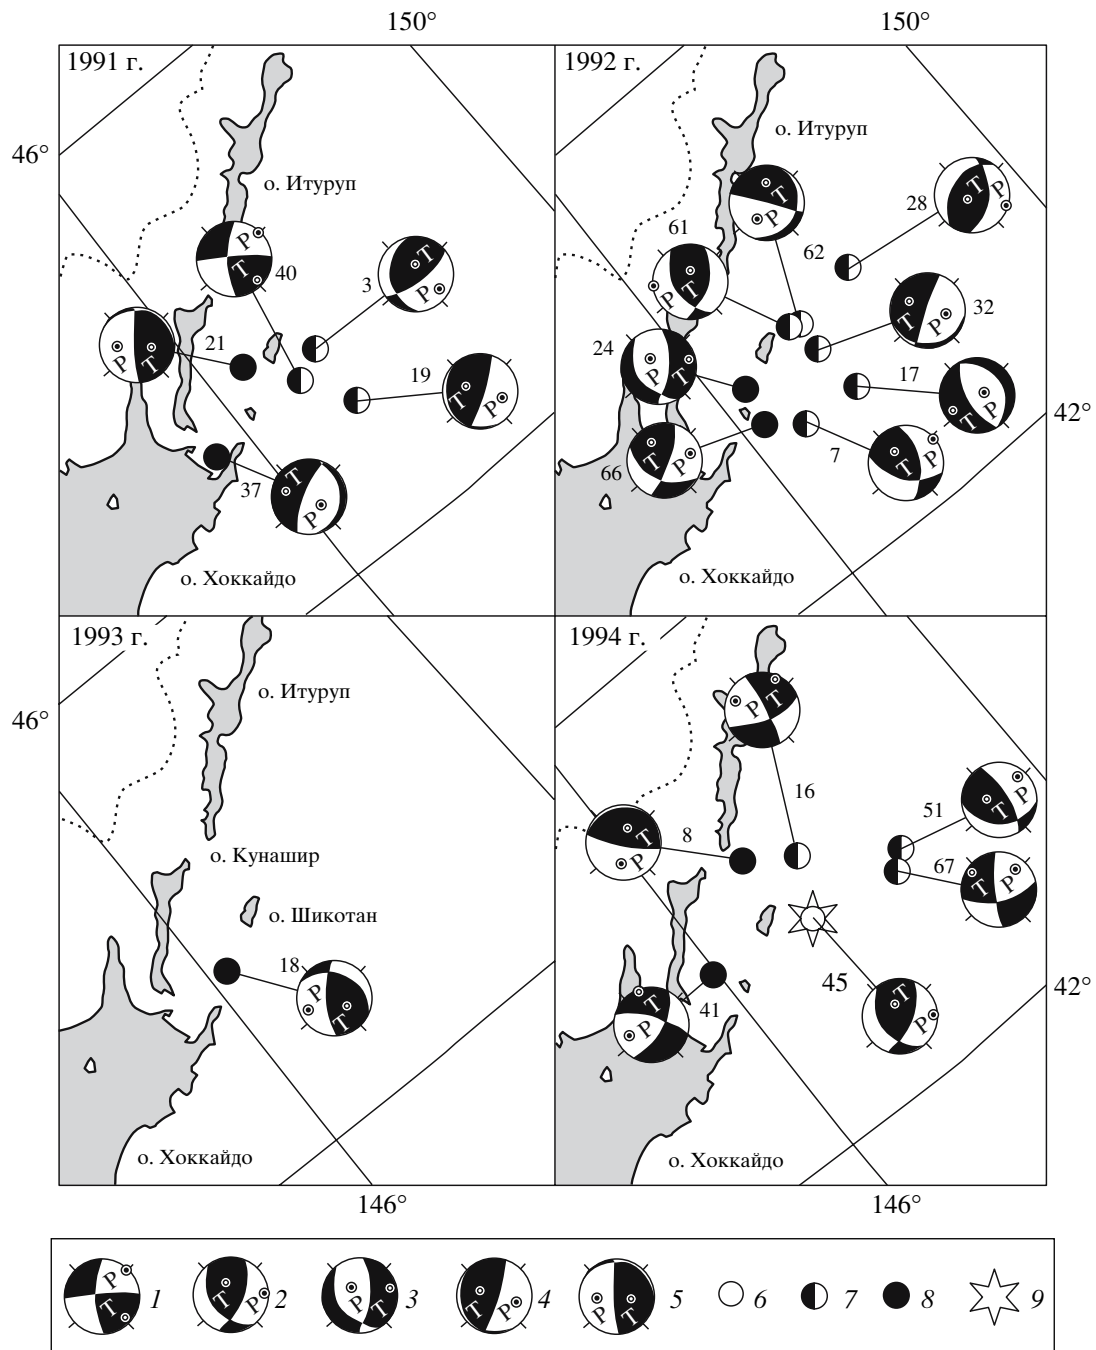 150°
150°
1991 г.
1992 г.
46°
о. Итуруп
о. Итуруп
P
T
40
3
T
P
21
P
T
19
T
P
37
T
P
о. Хоккайдо
T
P
28
P
T
61
62
T
P
32
T
P
24
P
T
17
T
P
66
T
P
7
T
P
42°
о. Хоккайдо
1993 г.
1994 г.
46°
о. Итуруп
о. Кунашир
о. Шикотан
18
P
T
о. Хоккайдо
P
T
16
51
T
P
8
T
P
67
T
P
45
T
P
41
T
P
42°
о. Хоккайдо
146°
146°
P
T
1
T
P
2
P
T
3
T
P
4
P
T
5
6
7
8
9